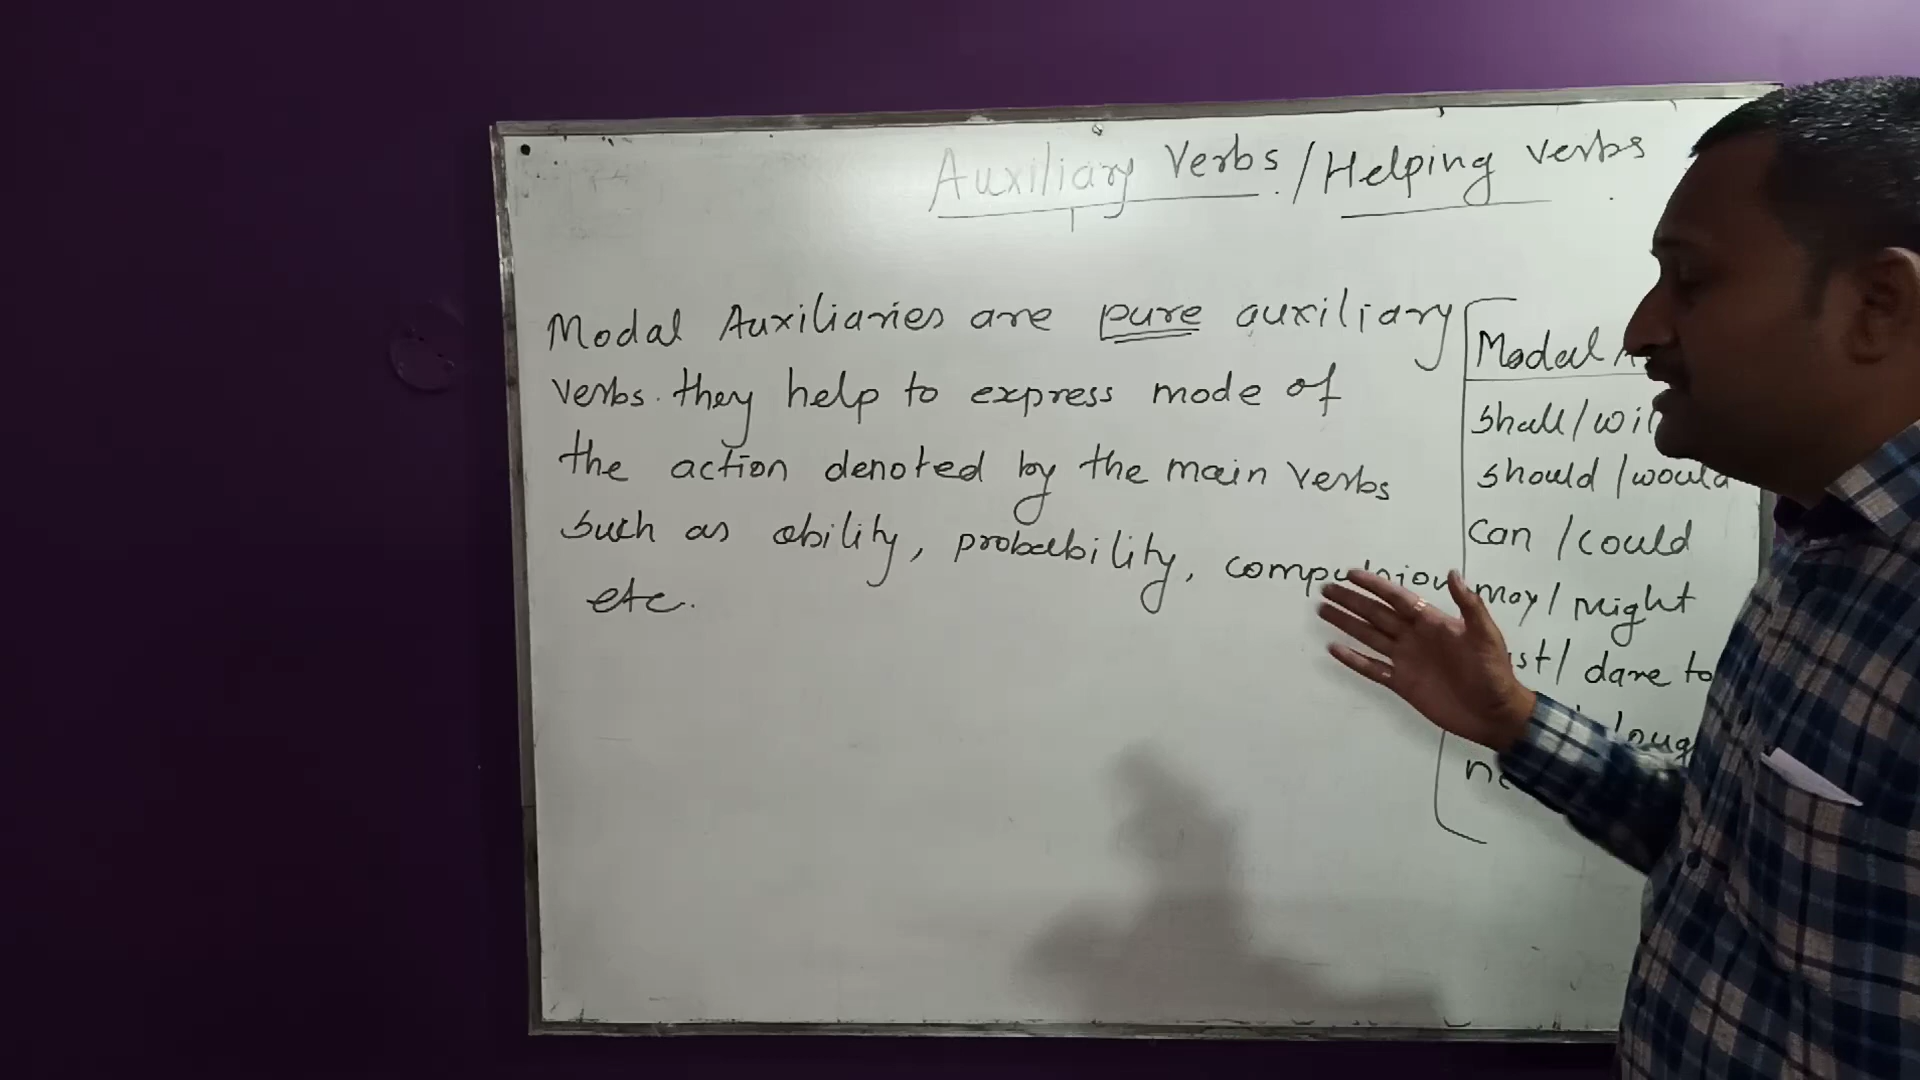 Auxiliary Verbs / Helping verbs
Modal Auxiliaries are pure auxiliary
verbs. they help to express mode of
the action denoted by the main verbs
such as ability, probability, compulsion
etc.
Modal
shall / wil
should / would
can / could
may / might
dare to